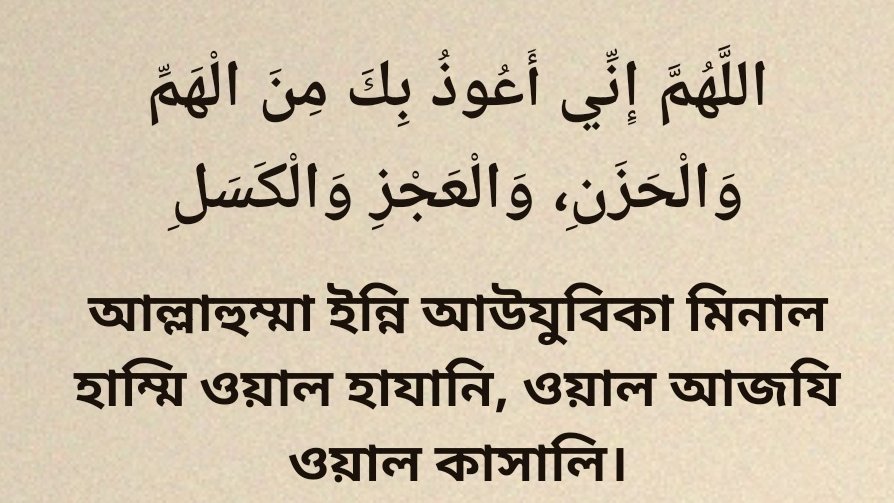 اللَّهُمَّ إِنِّي أَعُوذُ بِكَ مِنَ الْهَمِّ
وَالْحَزَنِ، وَالْعَجْزِ وَالْكَسَلِ
আল্লাহুম্মা ইন্নি আউযুবিকা মিনাল
হাম্মি ওয়াল হাযানি, ওয়াল আজযি
ওয়াল কাসালি।